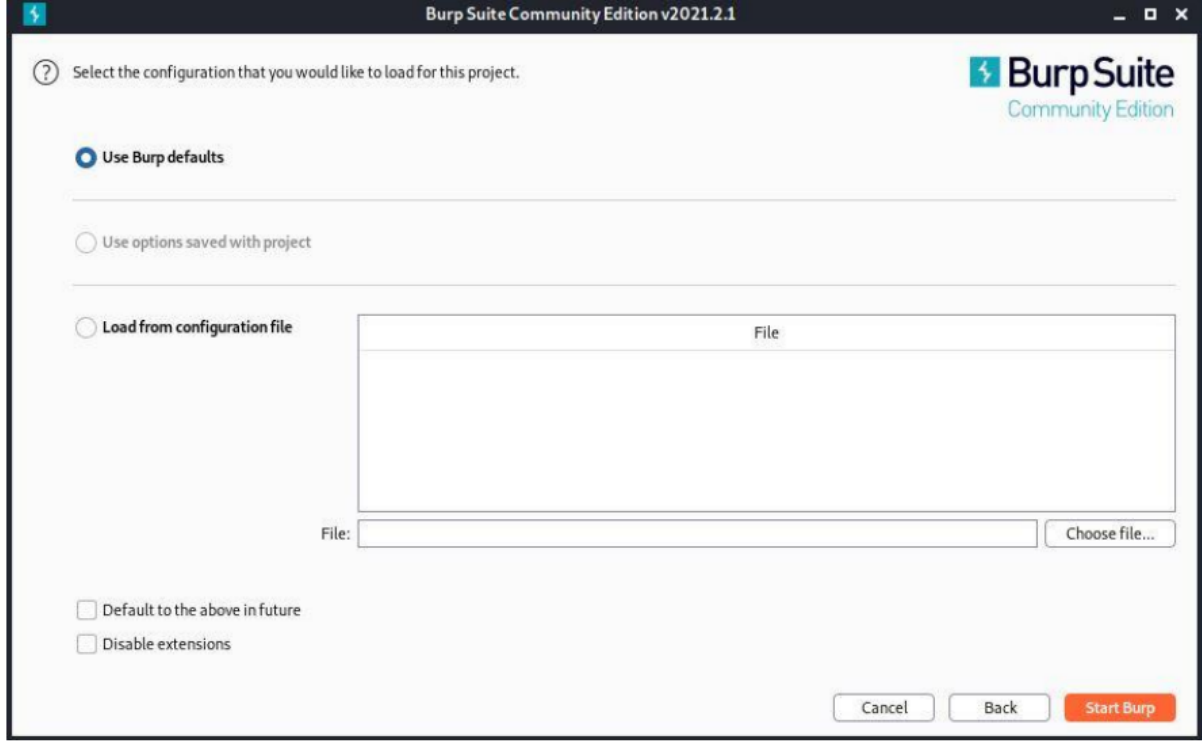 Burp Suite Community Edition v2021.2.1
Select the configuration that you would like to load for this project.
Burp Suite
Community Edition
Use Burp defaults
Use options saved with project
Load from configuration file
File
File:
Choose file...
Default to the above in future
Disable extensions
Cancel
Back
Start Burp